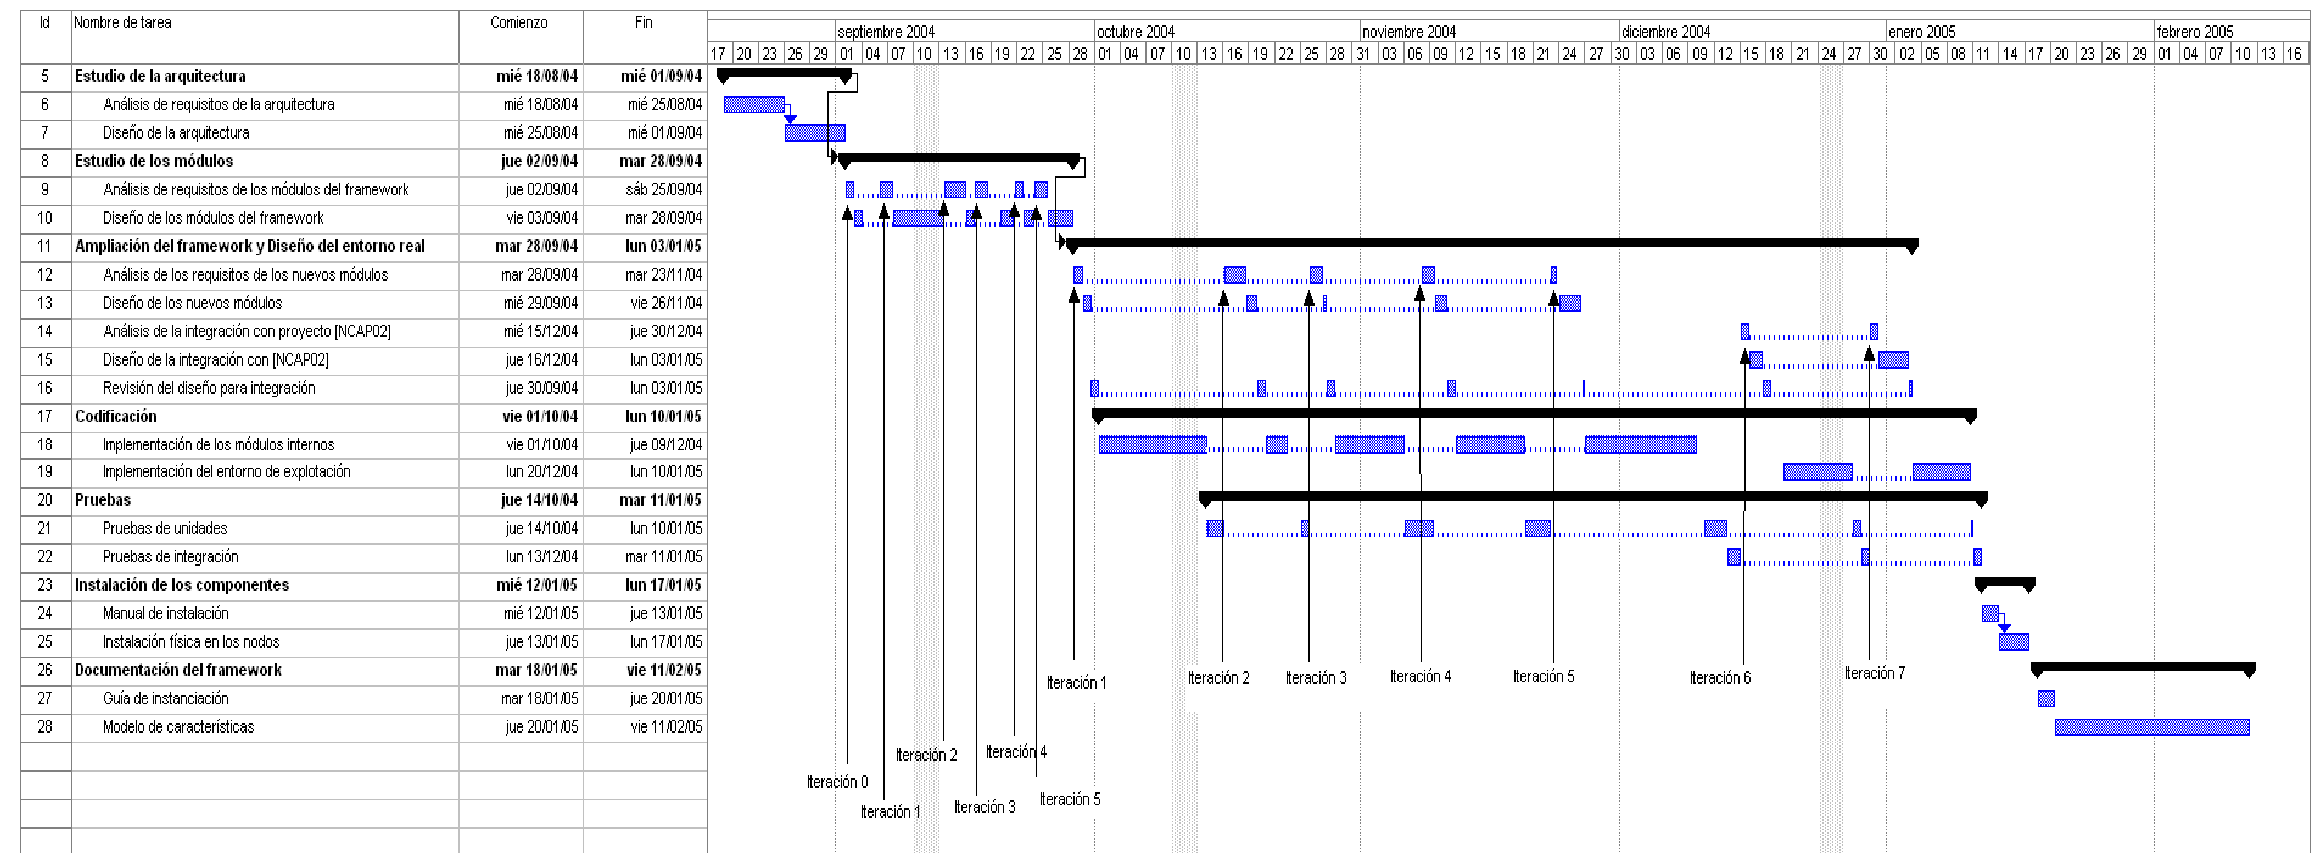 Id Nombre de tarea Comienzo Fin
septiembre 2004 octubre 2004 noviembre 2004 diciembre 2004 enero 2005 febrero 2005
17 20 23 26 29 01 04 07 10 13 16 19 22 25 28 01 04 07 10 13 16 19 22 25 28 31 03 06 09 12 15 18 21 24 27 30 03 06 09 12 15 18 21 24 27 30 02 05 08 11 14 17 20 23 26 29 01 04 07 10 13 16
5 Estudio de la arquitectura mié 18/08/04 mié 01/09/04
6 Análisis de requisitos de la arquitectura mié 18/08/04 mié 25/08/04
7 Diseño de la arquitectura mié 25/08/04 mié 01/09/04
8 Estudio de los módulos jue 02/09/04 mar 28/09/04
9 Análisis de requisitos de los módulos del framework jue 02/09/04 sáb 25/09/04
10 Diseño de los módulos del framework vie 03/09/04 mar 28/09/04
11 Ampliación del framework y Diseño del entorno real mar 28/09/04 lun 03/01/05
12 Análisis de los requisitos de los nuevos módulos mar 28/09/04 mar 23/11/04
13 Diseño de los nuevos módulos mié 29/09/04 vie 26/11/04
14 Análisis de la integración con proyecto [NCAP02] mié 15/12/04 jue 30/12/04
15 Diseño de la integración con [NCAP02] jue 16/12/04 lun 03/01/05
16 Revisión del diseño para integración jue 30/09/04 lun 03/01/05
17 Codificación vie 01/10/04 lun 10/01/05
18 Implementación de los módulos internos vie 01/10/04 jue 09/12/04
19 Implementación del entorno de explotación lun 20/12/04 lun 10/01/05
20 Pruebas jue 14/10/04 mar 11/01/05
21 Pruebas de unidades jue 14/10/04 lun 10/01/05
22 Pruebas de integración lun 13/12/04 mar 11/01/05
23 Instalación de los componentes mié 12/01/05 lun 17/01/05
24 Manual de instalación mié 12/01/05 jue 13/01/05
25 Instalación física en los nodos jue 13/01/05 lun 17/01/05
26 Documentación del framework mar 18/01/05 vie 11/02/05
27 Guía de instanciación mar 18/01/05 jue 20/01/05
28 Modelo de características jue 20/01/05 vie 11/02/05
Iteración 1 Iteración 2 Iteración 3 Iteración 4 Iteración 5 Iteración 6 Iteración 7
Iteración 2 Iteración 4
Iteración 0
Iteración 1 Iteración 3 Iteración 5